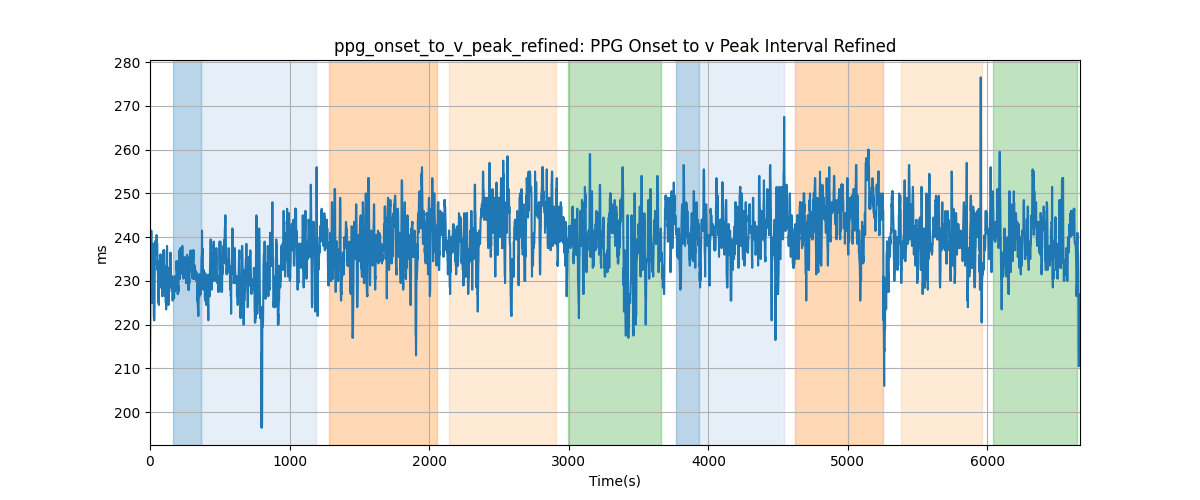 ppg_onset_to_v_peak_refined: PPG Onset to v Peak Interval Refined
280
270
260
250
240
230
220
210
200
ms
0 1000 2000 3000 4000 5000 6000
Time(s)